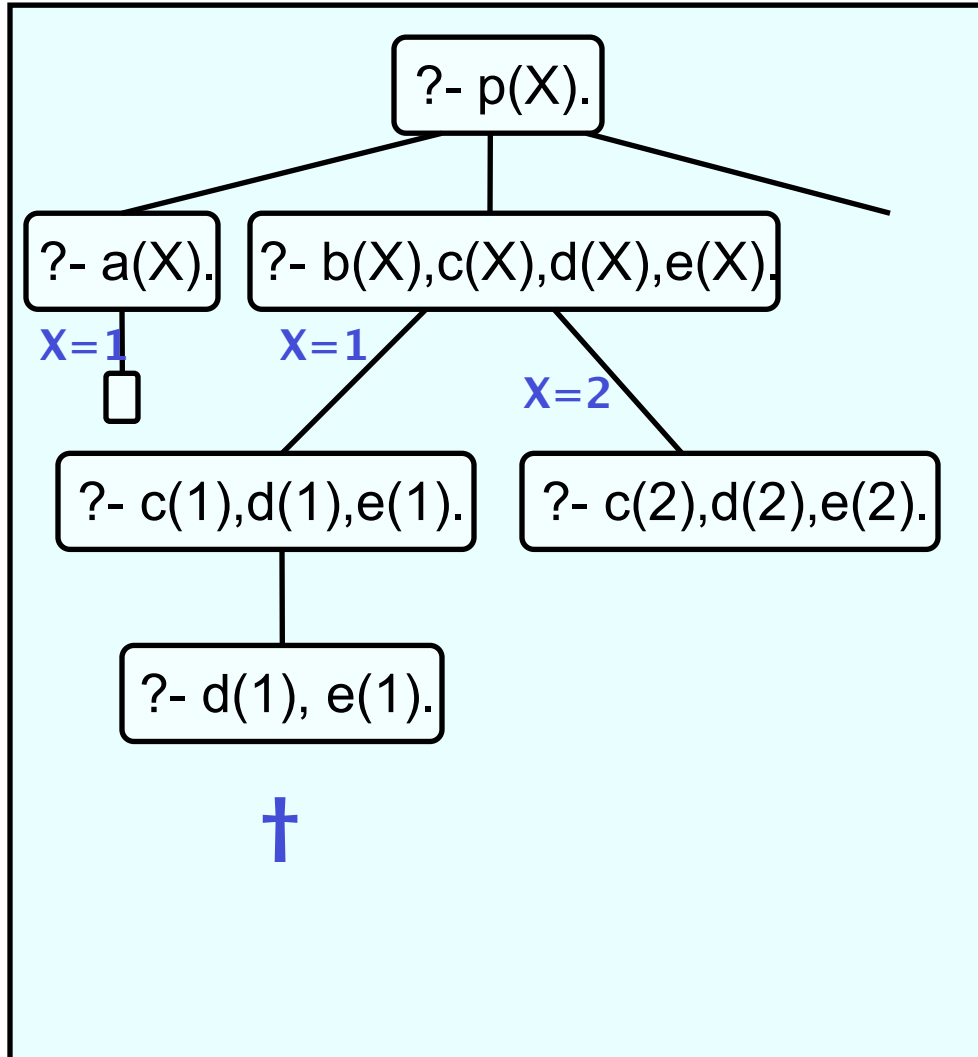 ?- p(X).
?- a(X).
?- b(X),c(X),d(X),e(X).
X=1
X=1
X=2
?- c(1),d(1),e(1).
?- c(2),d(2),e(2).
?- d(1), e(1).
†